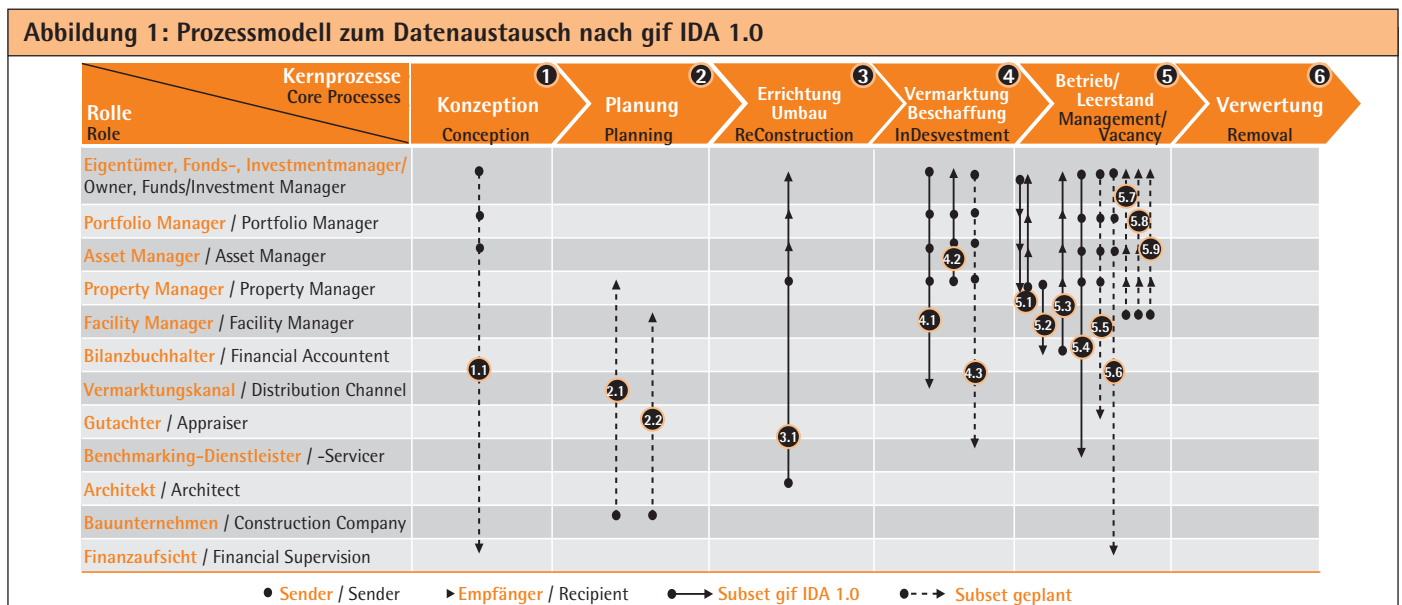 Abbildung 1: Prozessmodell zum Datenaustausch nach gif IDA 1.0
Kernprozesse
Core Processes
Rolle
Role
1
Konzeption
Conception
2
Planung
Planning
3
Errichtung
Umbau
ReConstruction
4
Vermarktung
Beschaffung
InDesvestment
5
Betrieb/
Leerstand
Management/
Vacancy
6
Verwertung
Removal
Eigentümer, Fonds-, Investmentmanager/
Owner, Funds/Investment Manager
Portfolio Manager / Portfolio Manager
Asset Manager / Asset Manager
Property Manager / Property Manager
Facility Manager / Facility Manager
Bilanzbuchhalter / Financial Accountent
Vermarktungskanal / Distribution Channel
Gutachter / Appraiser
Benchmarking-Dienstleister / -Servicer
Architekt / Architect
Bauunternehmen / Construction Company
Finanzaufsicht / Financial Supervision
1.1
2.1
2.2
3.1
4.1
4.2
4.3
5.1
5.2
5.3
5.4
5.5
5.6
5.7
5.8
5.9
Sender / Sender
Empfänger / Recipient
Subset gif IDA 1.0
Subset geplant